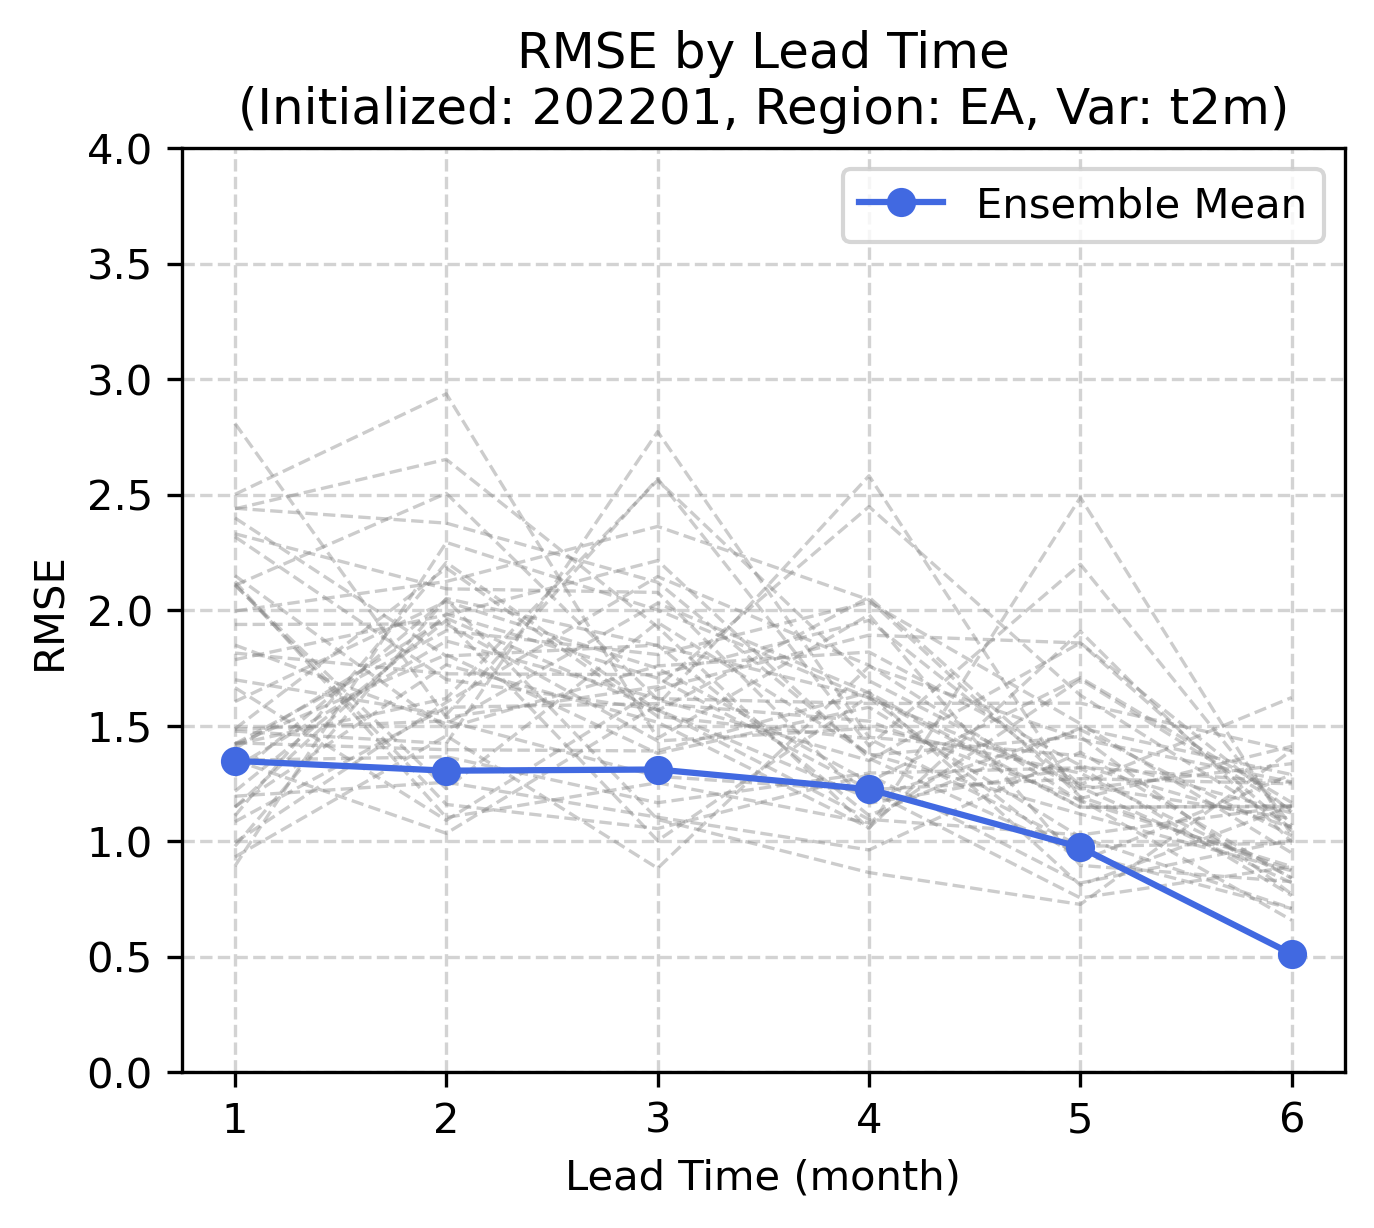 RMSE by Lead Time
(Initialized: 202201, Region: EA, Var: t2m)
Ensemble Mean
RMSE
4.0
3.5
3.0
2.5
2.0
1.5
1.0
0.5
0.0
1 2 3 4 5 6
Lead Time (month)